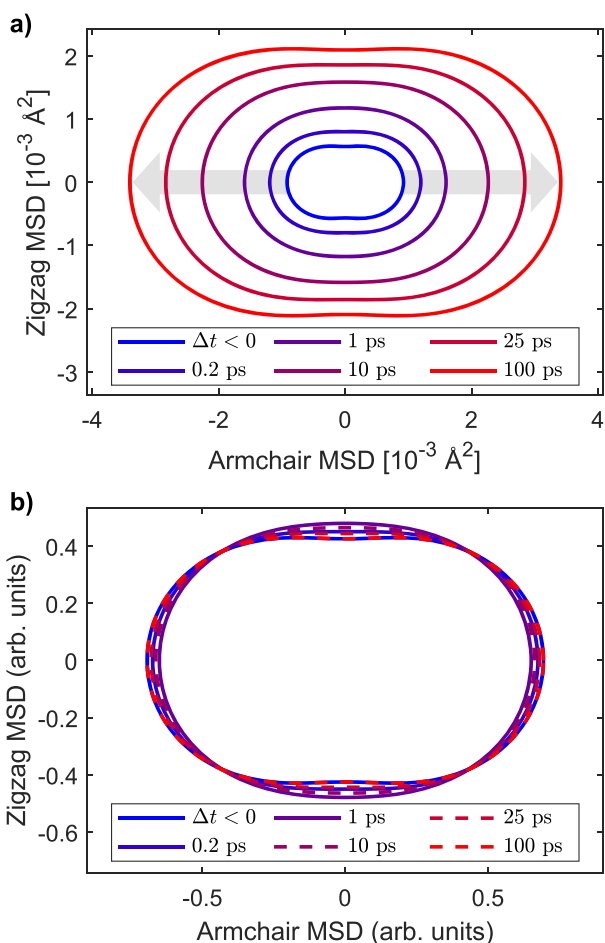 a)
Zigzag MSD [10⁻³ Å²]
2
1
0
-1
-2
-3
Δt < 0
1 ps
25 ps
0.2 ps
10 ps
100 ps
-4
-2
0
2
4
Armchair MSD [10⁻³ Å²]
b)
Zigzag MSD (arb. units)
0.4
0.2
0
-0.2
-0.4
-0.6
Δt < 0
1 ps
25 ps
0.2 ps
10 ps
100 ps
-0.5
0
0.5
Armchair MSD (arb. units)